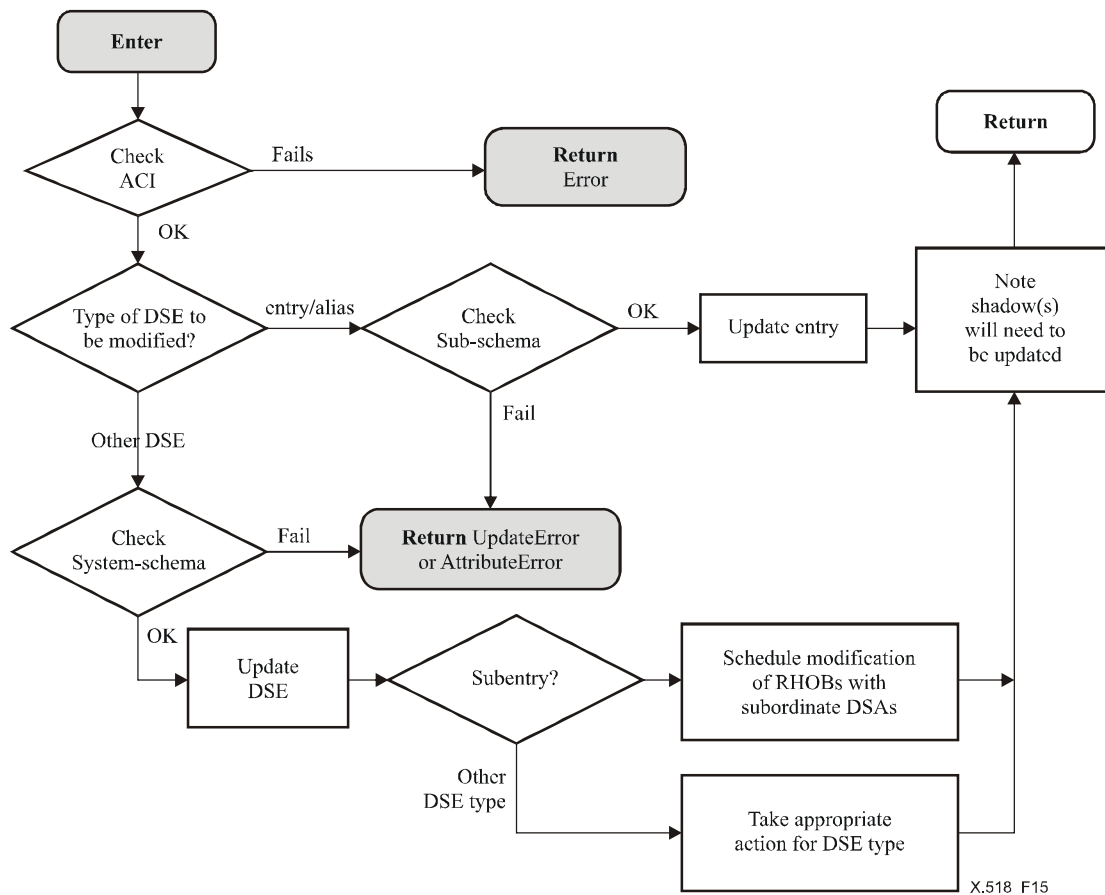 Enter
Return
Check
ACI
Fails
Return
Error
OK
Type of DSE to
be modified?
entry/alias
Check
Sub-schema
OK
Update entry
Note
shadow(s)
will need to
be updated
Other DSE
Fail
Check
System-schema
Fail
Return UpdateError
or AttributeError
OK
Update
DSE
Subentry?
Schedule modification
of RHOBs with
subordinate DSAs
Other
DSE type
Take appropriate
action for DSE type
X.518_F15